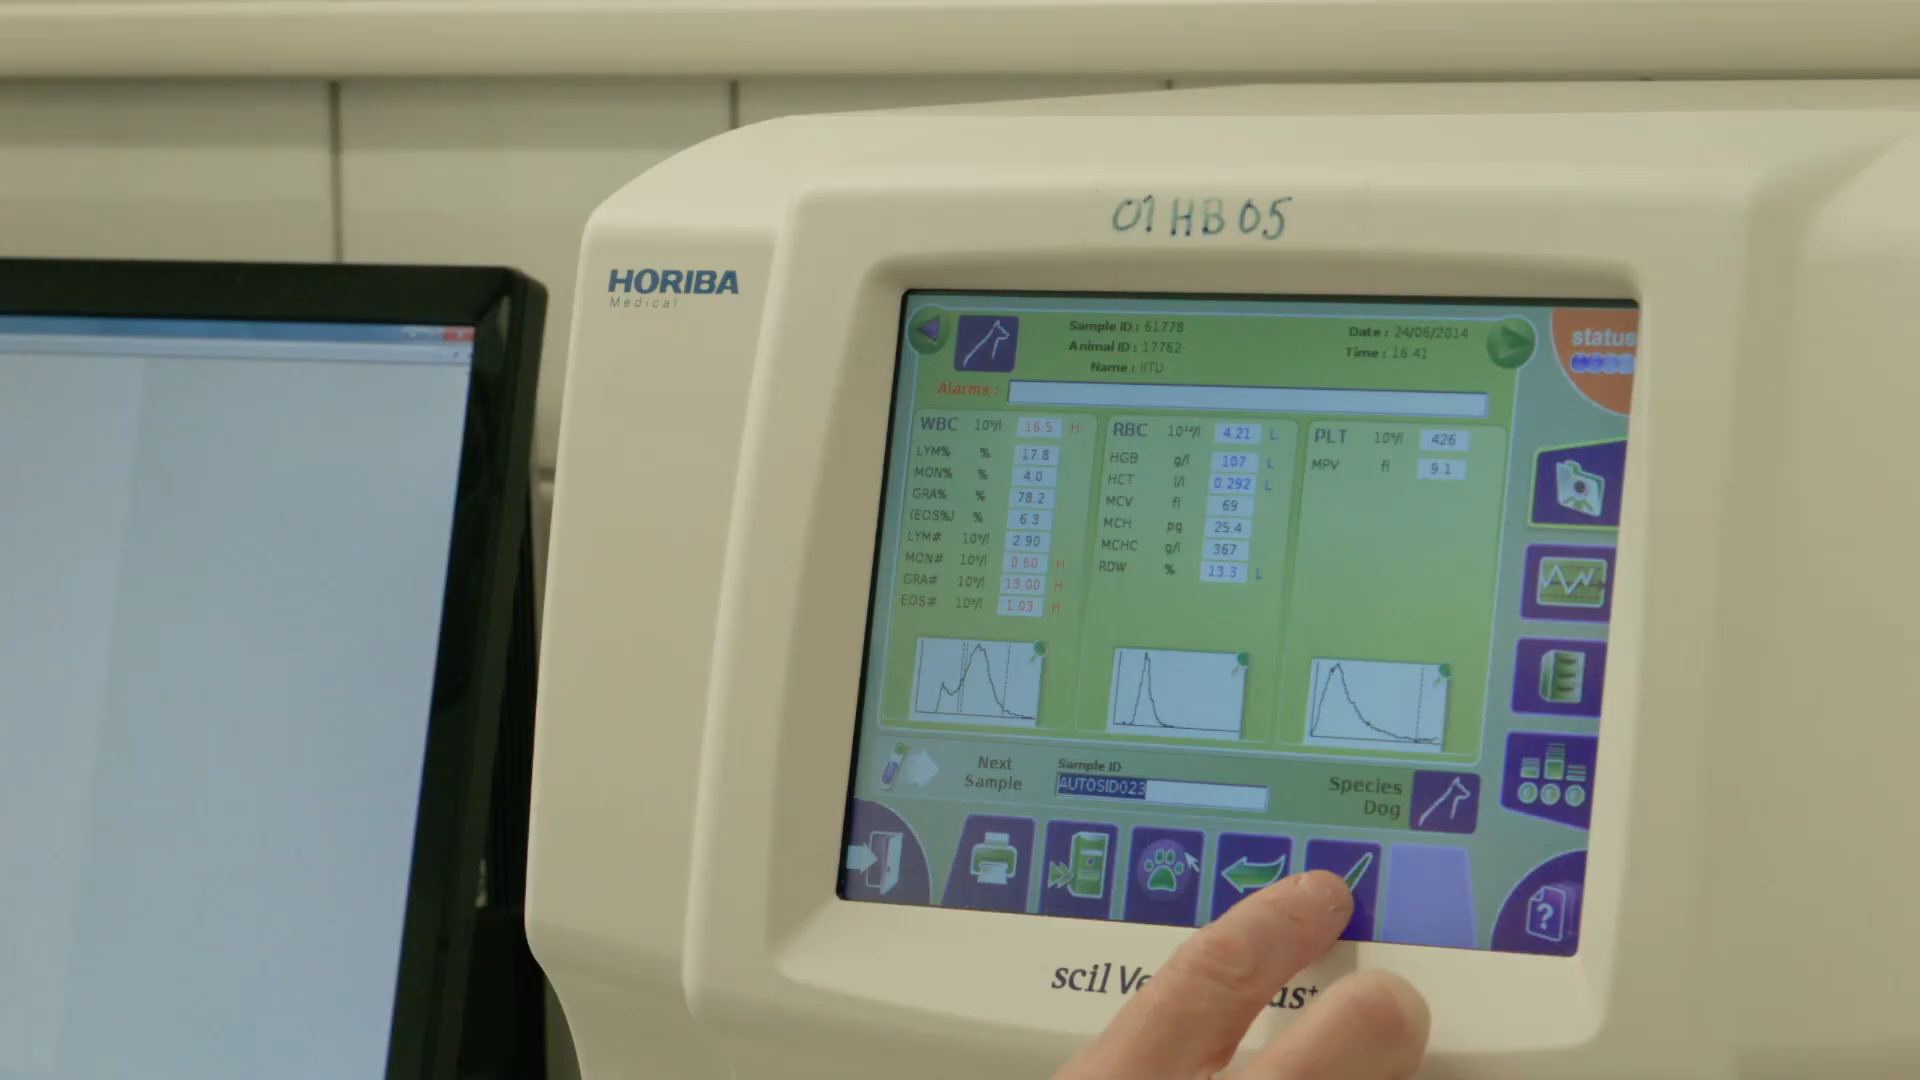 01 HB 05
HORIBA
Medical
Sample ID : 61778
Animal ID : 17762
Name : IITU
Date : 24/06/2014
Time : 16:41
status
Alarms :
WBC 10⁹/l 16.5 H
LYM% % 17.8
MON% % 4.0
GRA% % 78.2
(EOS%) % 6.3
LYM# 10⁹/l 2.90
MON# 10⁹/l 0.60 H
GRA# 10⁹/l 13.00 H
EOS# 10⁹/l 1.03 H
RBC 10¹²/l 4.21 L
HGB g/l 107 L
HCT l/l 0.292 L
MCV fl 69
MCH pg 25.4
MCHC g/l 367
RDW % 13.3 L
PLT 10⁹/l 426
MPV fl 9.1
Next
Sample
Sample ID
AUTOSID023
Species
Dog
?
scil